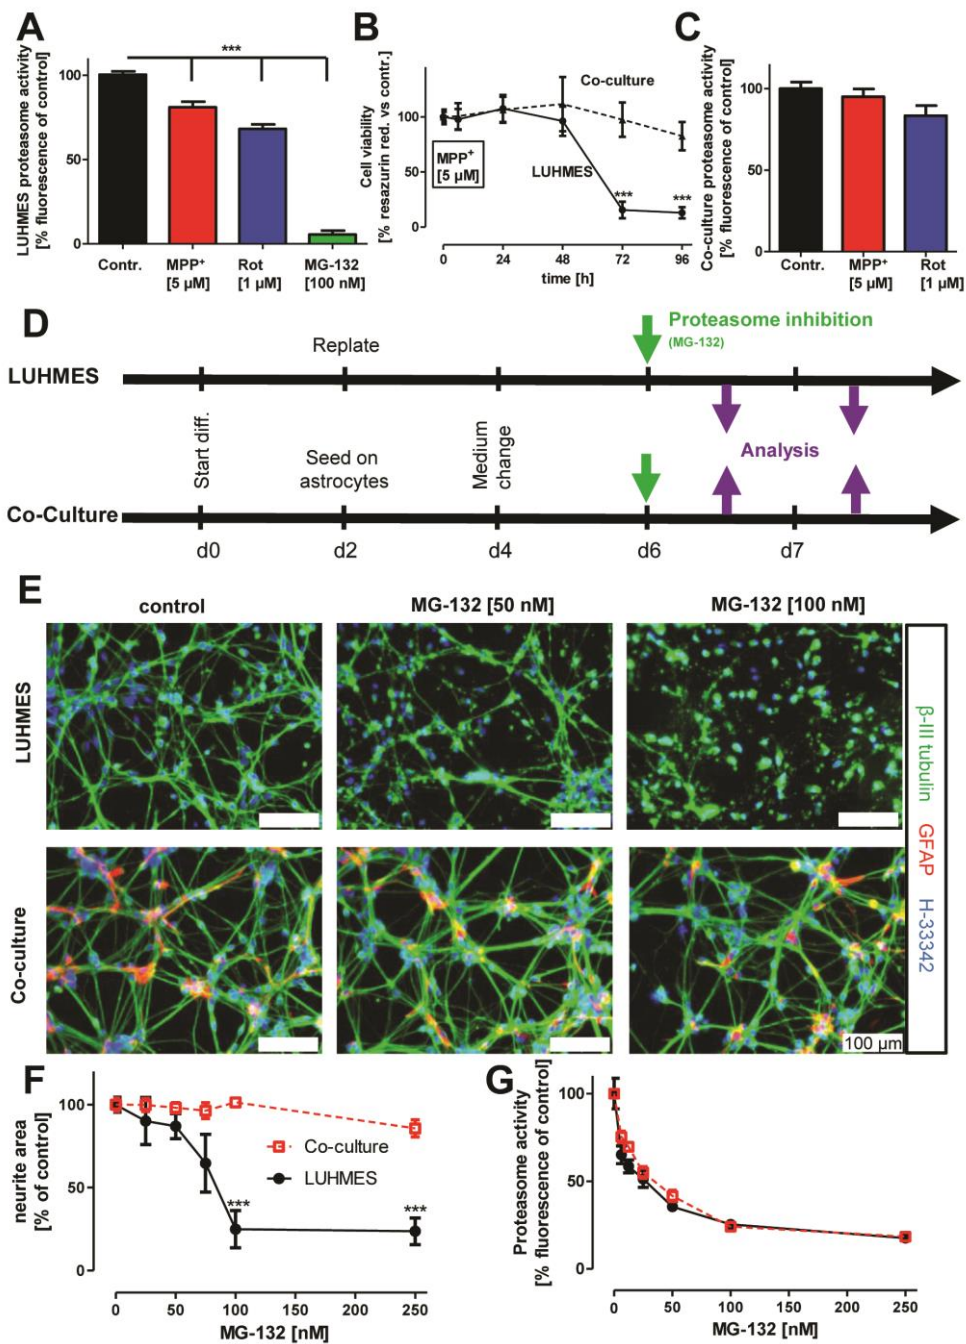 A
LUHMES proteasome activity
[% fluorescence of control]
100
50
0
***
Contr.
MPP⁺
[5 µM]
Rot
[1 µM]
MG-132
[100 nM]
B
Cell viability
[% resazurin red. vs contr.]
100
50
0
Co-culture
MPP⁺
[5 µM]
LUHMES
***
***
0
24
48
72
96
time [h]
C
Co-culture proteasome activity
[% fluorescence of control]
100
50
0
Contr.
MPP⁺
[5 µM]
Rot
[1 µM]
D
Proteasome inhibition
(MG-132)
Replate
LUHMES
Start diff.
Seed on
astrocytes
Medium
change
Analysis
Co-Culture
d0
d2
d4
d6
d7
E
control
MG-132 [50 nM]
MG-132 [100 nM]
LUHMES
Co-culture
100 µm
β-III tubulin GFAP H-33342
F
neurite area
[% of control]
100
50
0
Co-culture
LUHMES
***
***
0
50
100
150
200
250
MG-132 [nM]
G
Proteasome activity
[% fluorescence of control]
100
50
0
0
50
100
150
200
250
MG-132 [nM]